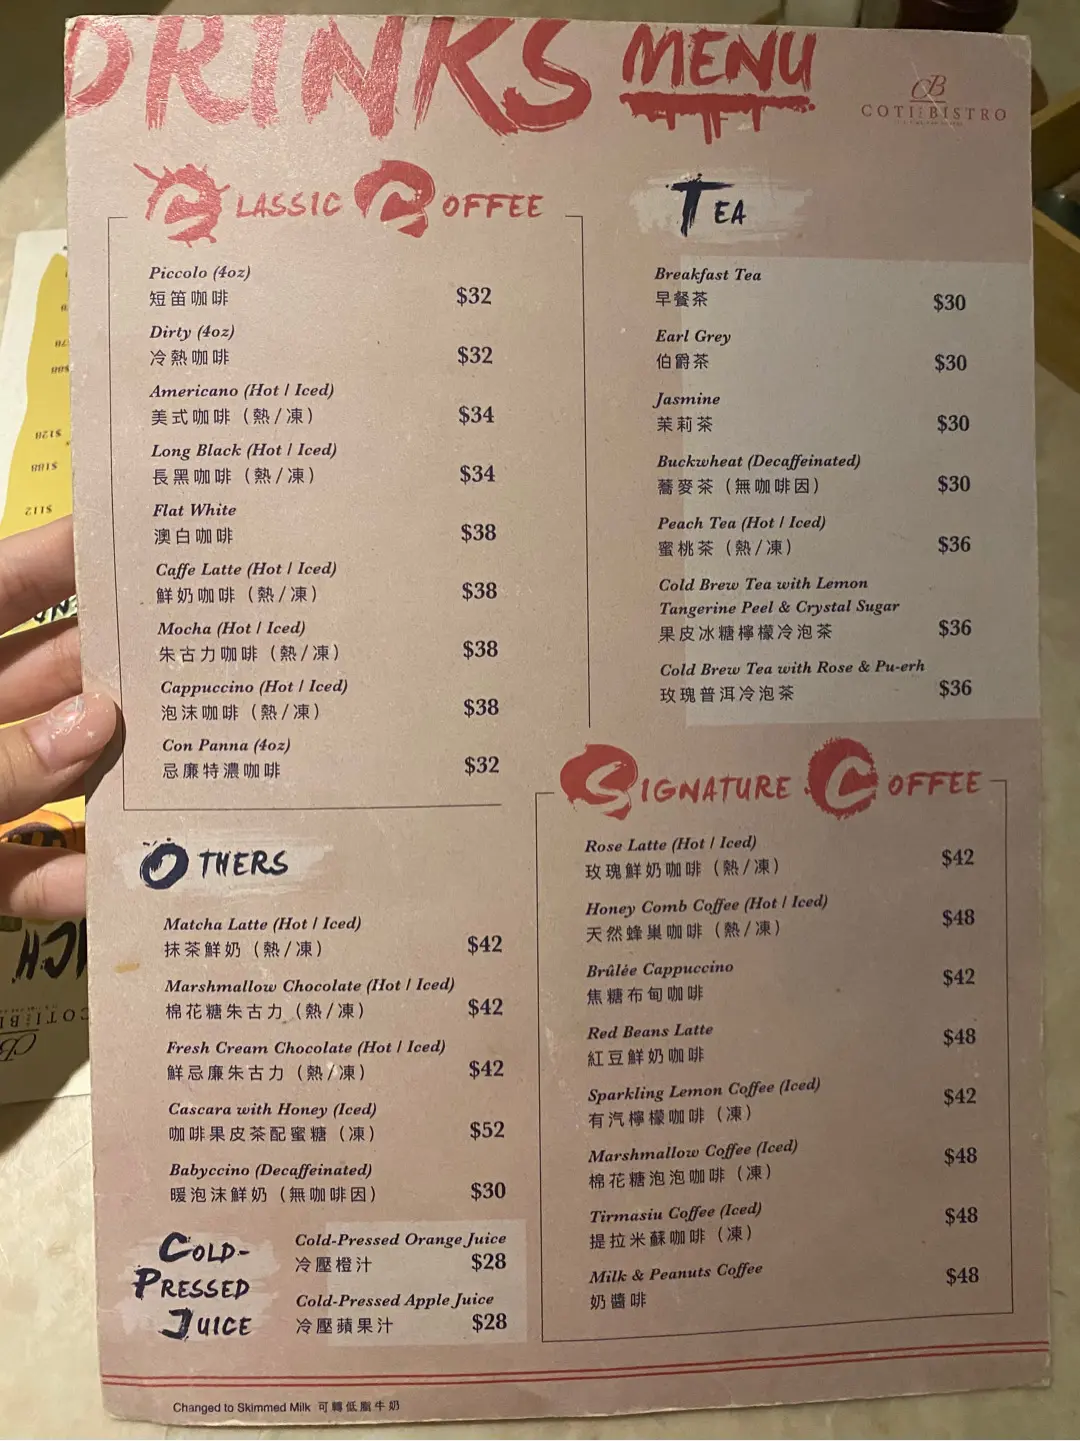 DRINKS MENU
CB
COTI BISTRO
CLASSIC COFFEE
Piccolo (4oz)
短笛咖啡
$32
Dirty (4oz)
冷熱咖啡
$32
Americano (Hot / Iced)
美式咖啡（熱/凍）
$34
Long Black (Hot / Iced)
長黑咖啡（熱/凍）
$34
Flat White
澳白咖啡
$38
Caffe Latte (Hot / Iced)
鮮奶咖啡（熱/凍）
$38
Mocha (Hot / Iced)
朱古力咖啡（熱/凍）
$38
Cappuccino (Hot / Iced)
泡沫咖啡（熱/凍）
$38
Con Panna (4oz)
忌廉特濃咖啡
$32
TEA
Breakfast Tea
早餐茶
$30
Earl Grey
伯爵茶
$30
Jasmine
茉莉茶
$30
Buckwheat (Decaffeinated)
蕎麥茶（無咖啡因）
$30
Peach Tea (Hot / Iced)
蜜桃茶（熱/凍）
$36
Cold Brew Tea with Lemon
Tangerine Peel & Crystal Sugar
果皮冰糖檸檬冷泡茶
$36
Cold Brew Tea with Rose & Pu-erh
玫瑰普洱冷泡茶
$36
OTHERS
Matcha Latte (Hot / Iced)
抹茶鮮奶（熱/凍）
$42
Marshmallow Chocolate (Hot / Iced)
棉花糖朱古力（熱/凍）
$42
Fresh Cream Chocolate (Hot / Iced)
鮮忌廉朱古力（熱/凍）
$42
Cascara with Honey (Iced)
咖啡果皮茶配蜜糖（凍）
$52
Babyccino (Decaffeinated)
暖泡沫鮮奶（無咖啡因）
$30
COLD-
PRESSED
JUICE
Cold-Pressed Orange Juice
冷壓橙汁
$28
Cold-Pressed Apple Juice
冷壓蘋果汁
$28
SIGNATURE COFFEE
Rose Latte (Hot / Iced)
玫瑰鮮奶咖啡（熱/凍）
$42
Honey Comb Coffee (Hot / Iced)
天然蜂巢咖啡（熱/凍）
$48
Brûlée Cappuccino
焦糖布甸咖啡
$42
Red Beans Latte
紅豆鮮奶咖啡
$48
Sparkling Lemon Coffee (Iced)
有汽檸檬咖啡（凍）
$42
Marshmallow Coffee (Iced)
棉花糖泡泡咖啡（凍）
$48
Tirmasiu Coffee (Iced)
提拉米蘇咖啡（凍）
$48
Milk & Peanuts Coffee
奶醬啡
$48
Changed to Skimmed Milk 可轉低脂牛奶
$128
$188
$112